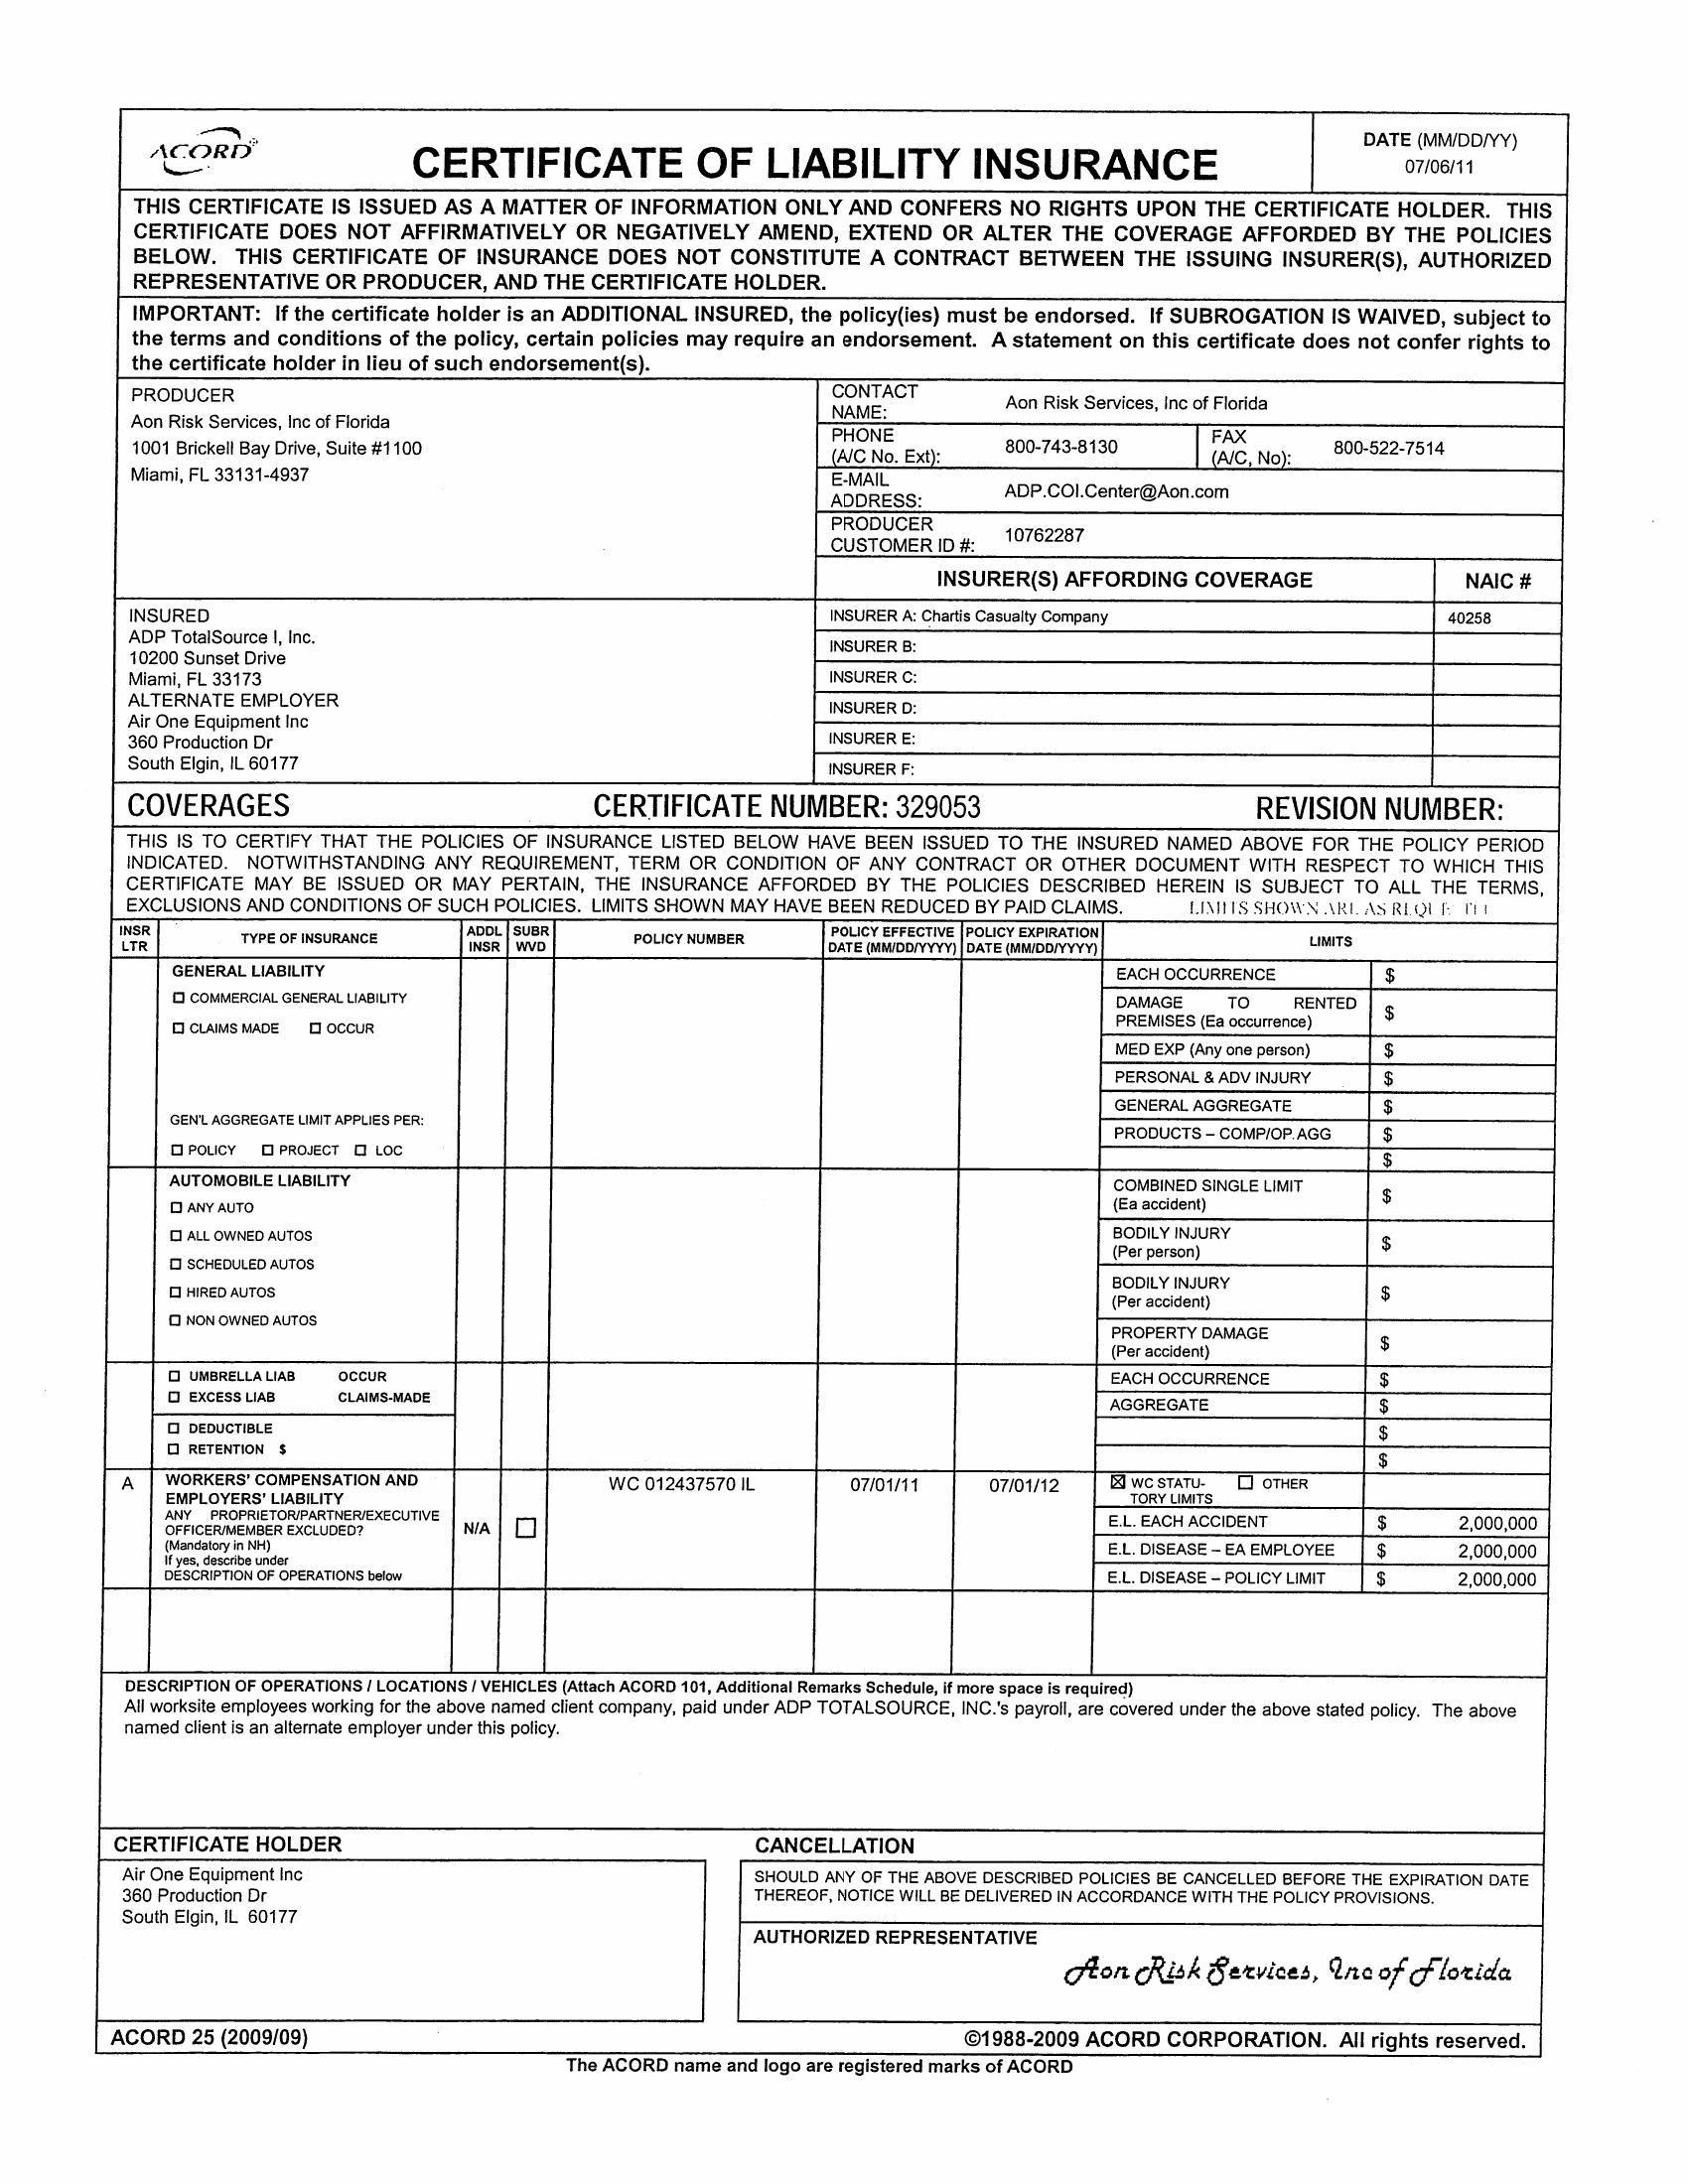 ACORD
CERTIFICATE OF LIABILITY INSURANCE
DATE (MM/DD/YY)
07/06/11
THIS CERTIFICATE IS ISSUED AS A MATTER OF INFORMATION ONLY AND CONFERS NO RIGHTS UPON THE CERTIFICATE HOLDER. THIS
CERTIFICATE DOES NOT AFFIRMATIVELY OR NEGATIVELY AMEND, EXTEND OR ALTER THE COVERAGE AFFORDED BY THE POLICIES
BELOW. THIS CERTIFICATE OF INSURANCE DOES NOT CONSTITUTE A CONTRACT BETWEEN THE ISSUING INSURER(S), AUTHORIZED
REPRESENTATIVE OR PRODUCER, AND THE CERTIFICATE HOLDER.
IMPORTANT: If the certificate holder is an ADDITIONAL INSURED, the policy(ies) must be endorsed. If SUBROGATION IS WAIVED, subject to
the terms and conditions of the policy, certain policies may require an endorsement. A statement on this certificate does not confer rights to
the certificate holder in lieu of such endorsement(s).
PRODUCER
Aon Risk Services, Inc of Florida
1001 Brickell Bay Drive, Suite #1100
Miami, FL 33131-4937
CONTACT
NAME:
Aon Risk Services, Inc of Florida
PHONE
(A/C No. Ext):
800-743-8130
FAX
(A/C, No):
800-522-7514
E-MAIL
ADDRESS:
ADP.COI.Center@Aon.com
PRODUCER
CUSTOMER ID #:
10762287
INSURER(S) AFFORDING COVERAGE
NAIC #
INSURED
ADP TotalSource I, Inc.
10200 Sunset Drive
Miami, FL 33173
ALTERNATE EMPLOYER
Air One Equipment Inc
360 Production Dr
South Elgin, IL 60177
INSURER A: Chartis Casualty Company
40258
INSURER B:
INSURER C:
INSURER D:
INSURER E:
INSURER F:
COVERAGES
CERTIFICATE NUMBER: 329053
REVISION NUMBER:
THIS IS TO CERTIFY THAT THE POLICIES OF INSURANCE LISTED BELOW HAVE BEEN ISSUED TO THE INSURED NAMED ABOVE FOR THE POLICY PERIOD
INDICATED. NOTWITHSTANDING ANY REQUIREMENT, TERM OR CONDITION OF ANY CONTRACT OR OTHER DOCUMENT WITH RESPECT TO WHICH THIS
CERTIFICATE MAY BE ISSUED OR MAY PERTAIN, THE INSURANCE AFFORDED BY THE POLICIES DESCRIBED HEREIN IS SUBJECT TO ALL THE TERMS,
EXCLUSIONS AND CONDITIONS OF SUCH POLICIES. LIMITS SHOWN MAY HAVE BEEN REDUCED BY PAID CLAIMS. LIMITS SHOWN ARE AS
INSR
LTR
TYPE OF INSURANCE
ADDL
INSR
SUBR
WVD
POLICY NUMBER
POLICY EFFECTIVE
DATE (MM/DD/YYYY)
POLICY EXPIRATION
DATE (MM/DD/YYYY)
LIMITS
GENERAL LIABILITY
☐ COMMERCIAL GENERAL LIABILITY
☐ CLAIMS MADE ☐ OCCUR
GEN'L AGGREGATE LIMIT APPLIES PER:
☐ POLICY ☐ PROJECT ☐ LOC
EACH OCCURRENCE $
DAMAGE TO RENTED
PREMISES (Ea occurrence) $
MED EXP (Any one person) $
PERSONAL & ADV INJURY $
GENERAL AGGREGATE $
PRODUCTS – COMP/OP.AGG $
$
AUTOMOBILE LIABILITY
☐ ANY AUTO
☐ ALL OWNED AUTOS
☐ SCHEDULED AUTOS
☐ HIRED AUTOS
☐ NON OWNED AUTOS
COMBINED SINGLE LIMIT
(Ea accident) $
BODILY INJURY
(Per person) $
BODILY INJURY
(Per accident) $
PROPERTY DAMAGE
(Per accident) $
☐ UMBRELLA LIAB OCCUR
☐ EXCESS LIAB CLAIMS-MADE
☐ DEDUCTIBLE
☐ RETENTION $
EACH OCCURRENCE $
AGGREGATE $
$
$
A
WORKERS' COMPENSATION AND
EMPLOYERS' LIABILITY
ANY PROPRIETOR/PARTNER/EXECUTIVE
OFFICER/MEMBER EXCLUDED?
(Mandatory in NH)
If yes, describe under
DESCRIPTION OF OPERATIONS below
N/A ☐
WC 012437570 IL
07/01/11
07/01/12
☒ WC STATU-
TORY LIMITS
☐ OTHER
E.L. EACH ACCIDENT $ 2,000,000
E.L. DISEASE – EA EMPLOYEE $ 2,000,000
E.L. DISEASE – POLICY LIMIT $ 2,000,000
DESCRIPTION OF OPERATIONS / LOCATIONS / VEHICLES (Attach ACORD 101, Additional Remarks Schedule, if more space is required)
All worksite employees working for the above named client company, paid under ADP TOTALSOURCE, INC.'s payroll, are covered under the above stated policy. The above
named client is an alternate employer under this policy.
CERTIFICATE HOLDER
Air One Equipment Inc
360 Production Dr
South Elgin, IL 60177
CANCELLATION
SHOULD ANY OF THE ABOVE DESCRIBED POLICIES BE CANCELLED BEFORE THE EXPIRATION DATE
THEREOF, NOTICE WILL BE DELIVERED IN ACCORDANCE WITH THE POLICY PROVISIONS.
AUTHORIZED REPRESENTATIVE
Aon Risk Services, Inc of Florida
ACORD 25 (2009/09)
©1988-2009 ACORD CORPORATION. All rights reserved.
The ACORD name and logo are registered marks of ACORD